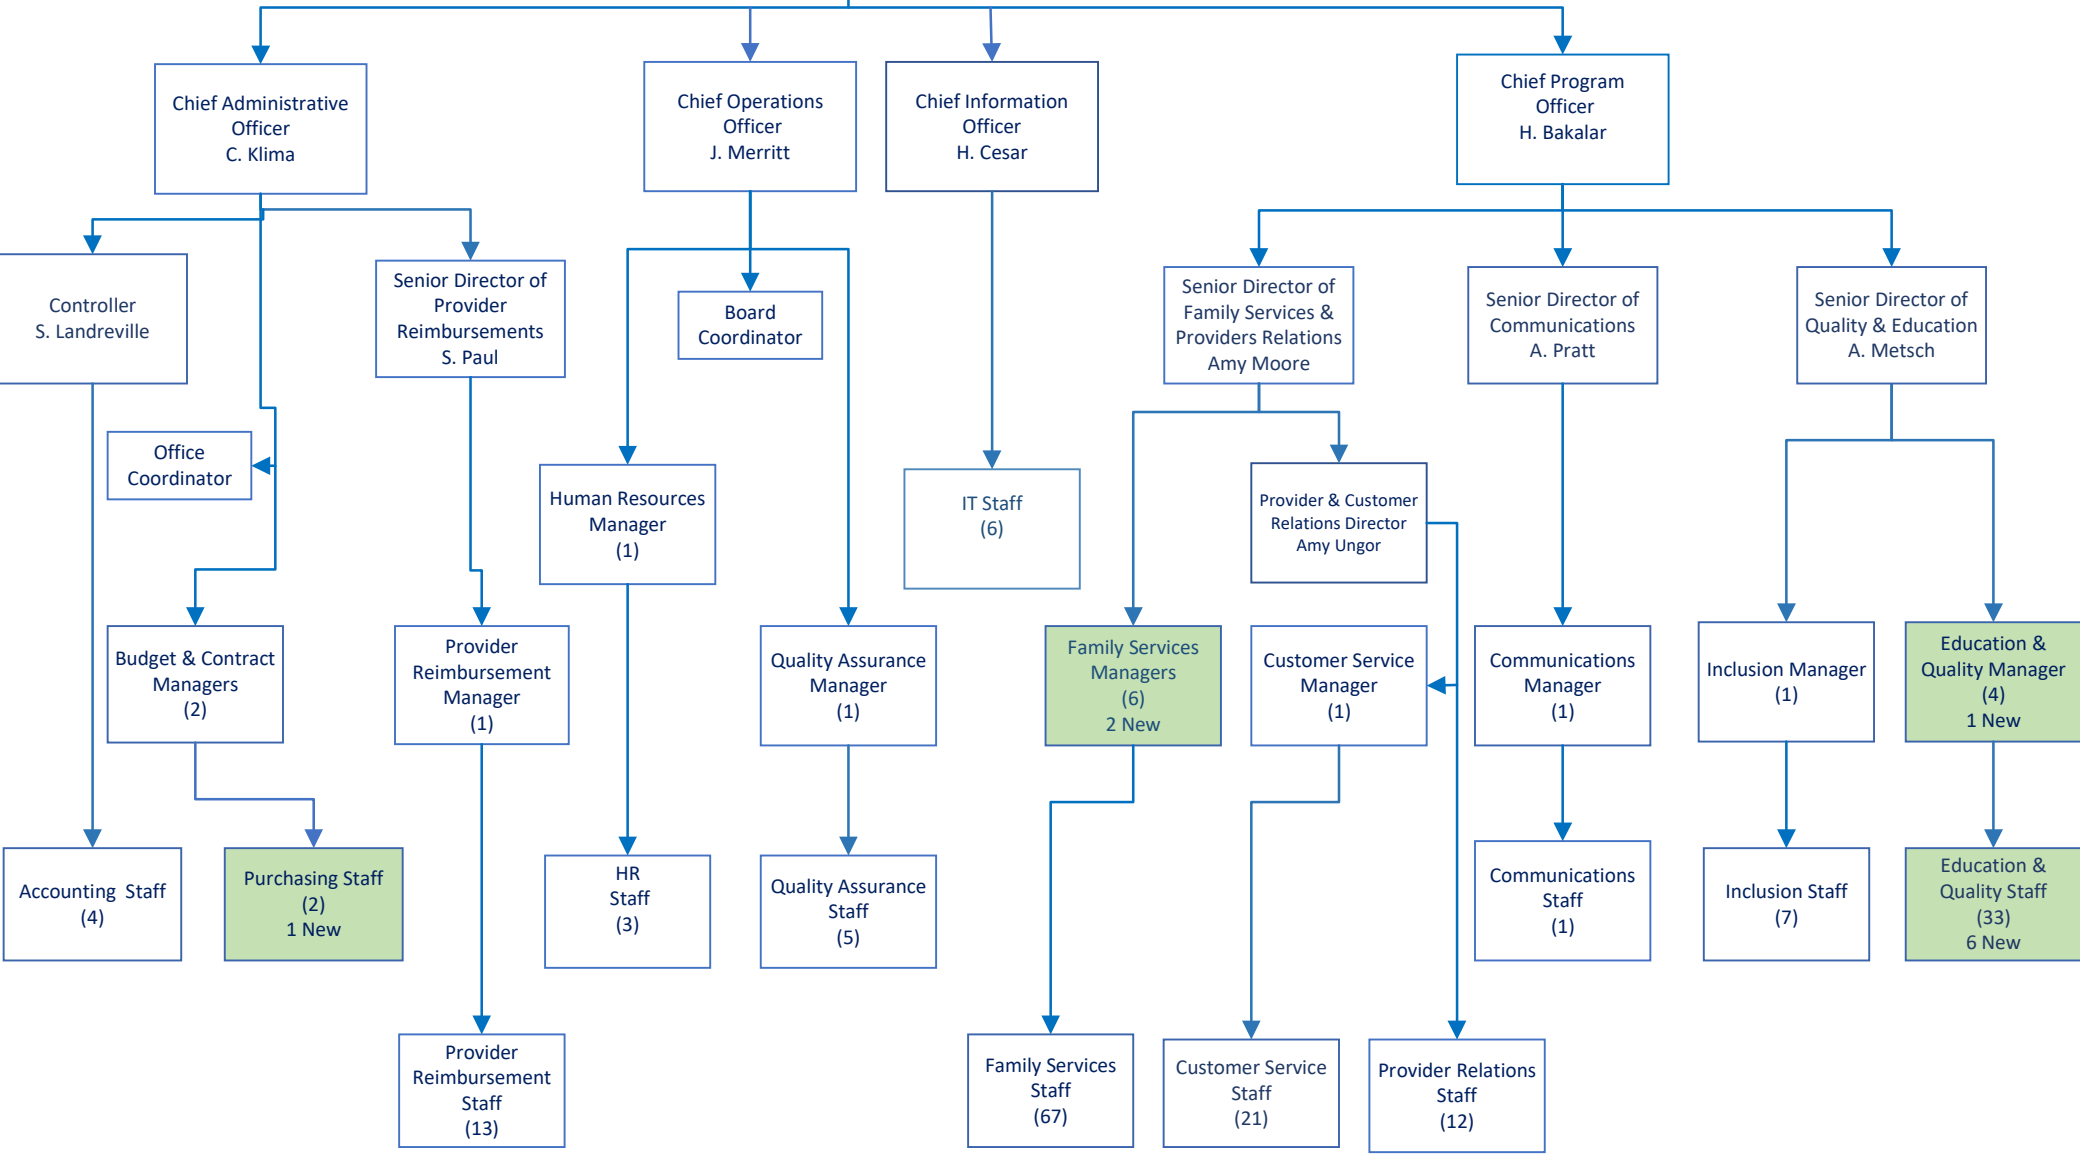 Chief Administrative
Officer
C. Klima
Chief Operations
Officer
J. Merritt
Chief Information
Officer
H. Cesar
Chief Program
Officer
H. Bakalar
Controller
S. Landreville
Senior Director of
Provider
Reimbursements
S. Paul
Board
Coordinator
Senior Director of
Family Services &
Providers Relations
Amy Moore
Senior Director of
Communications
A. Pratt
Senior Director of
Quality & Education
A. Metsch
Office
Coordinator
Human Resources
Manager
(1)
IT Staff
(6)
Provider & Customer
Relations Director
Amy Ungor
Budget & Contract
Managers
(2)
Provider
Reimbursement
Manager
(1)
Quality Assurance
Manager
(1)
Family Services
Managers
(6)
2 New
Customer Service
Manager
(1)
Communications
Manager
(1)
Inclusion Manager
(1)
Education &
Quality Manager
(4)
1 New
Accounting Staff
(4)
Purchasing Staff
(2)
1 New
HR
Staff
(3)
Quality Assurance
Staff
(5)
Communications
Staff
(1)
Inclusion Staff
(7)
Education &
Quality Staff
(33)
6 New
Provider
Reimbursement
Staff
(13)
Family Services
Staff
(67)
Customer Service
Staff
(21)
Provider Relations
Staff
(12)